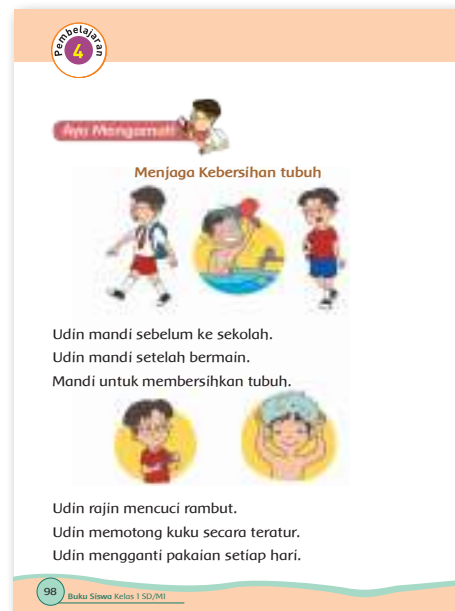 Pembelajaran
4
Ayo Mengamati
Menjaga Kebersihan tubuh
Udin mandi sebelum ke sekolah.
Udin mandi setelah bermain.
Mandi untuk membersihkan tubuh.
Udin rajin mencuci rambut.
Udin memotong kuku secara teratur.
Udin mengganti pakaian setiap hari.
98 Buku Siswa Kelas 1 SD/MI